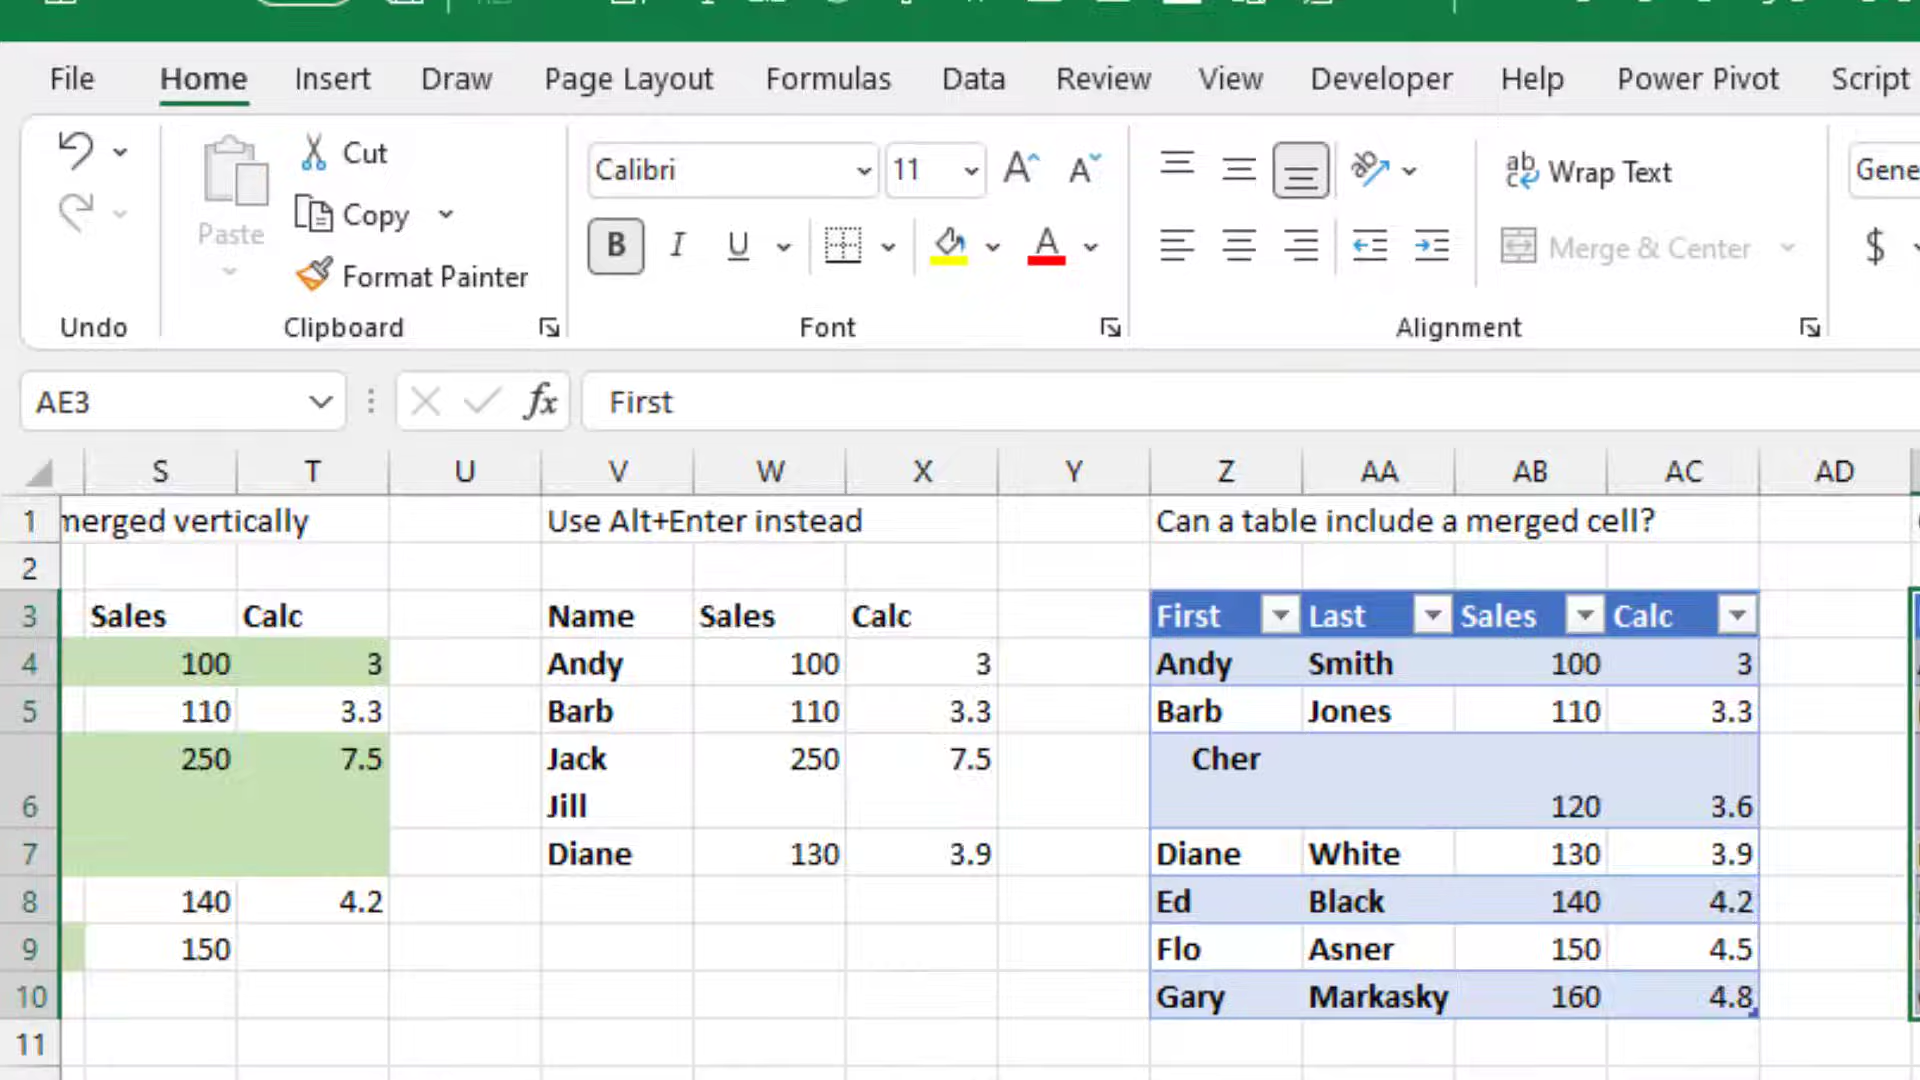 File Home Insert Draw Page Layout Formulas Data Review View Developer Help Power Pivot Script
Cut
Calibri 11 Wrap Text Gene
Copy
Paste B I U A Merge & Center $
Format Painter
Undo Clipboard Font Alignment
AE3 fx First
S T U V W X Y Z AA AB AC AD
1 merged vertically Use Alt+Enter instead Can a table include a merged cell?
2
3 Sales Calc Name Sales Calc First Last Sales Calc
4 100 3 Andy 100 3 Andy Smith 100 3
5 110 3.3 Barb 110 3.3 Barb Jones 110 3.3
250 7.5 Jack 250 7.5 Cher
6 Jill 120 3.6
7 Diane 130 3.9 Diane White 130 3.9
8 140 4.2 Ed Black 140 4.2
9 150 Flo Asner 150 4.5
10 Gary Markasky 160 4.8
11